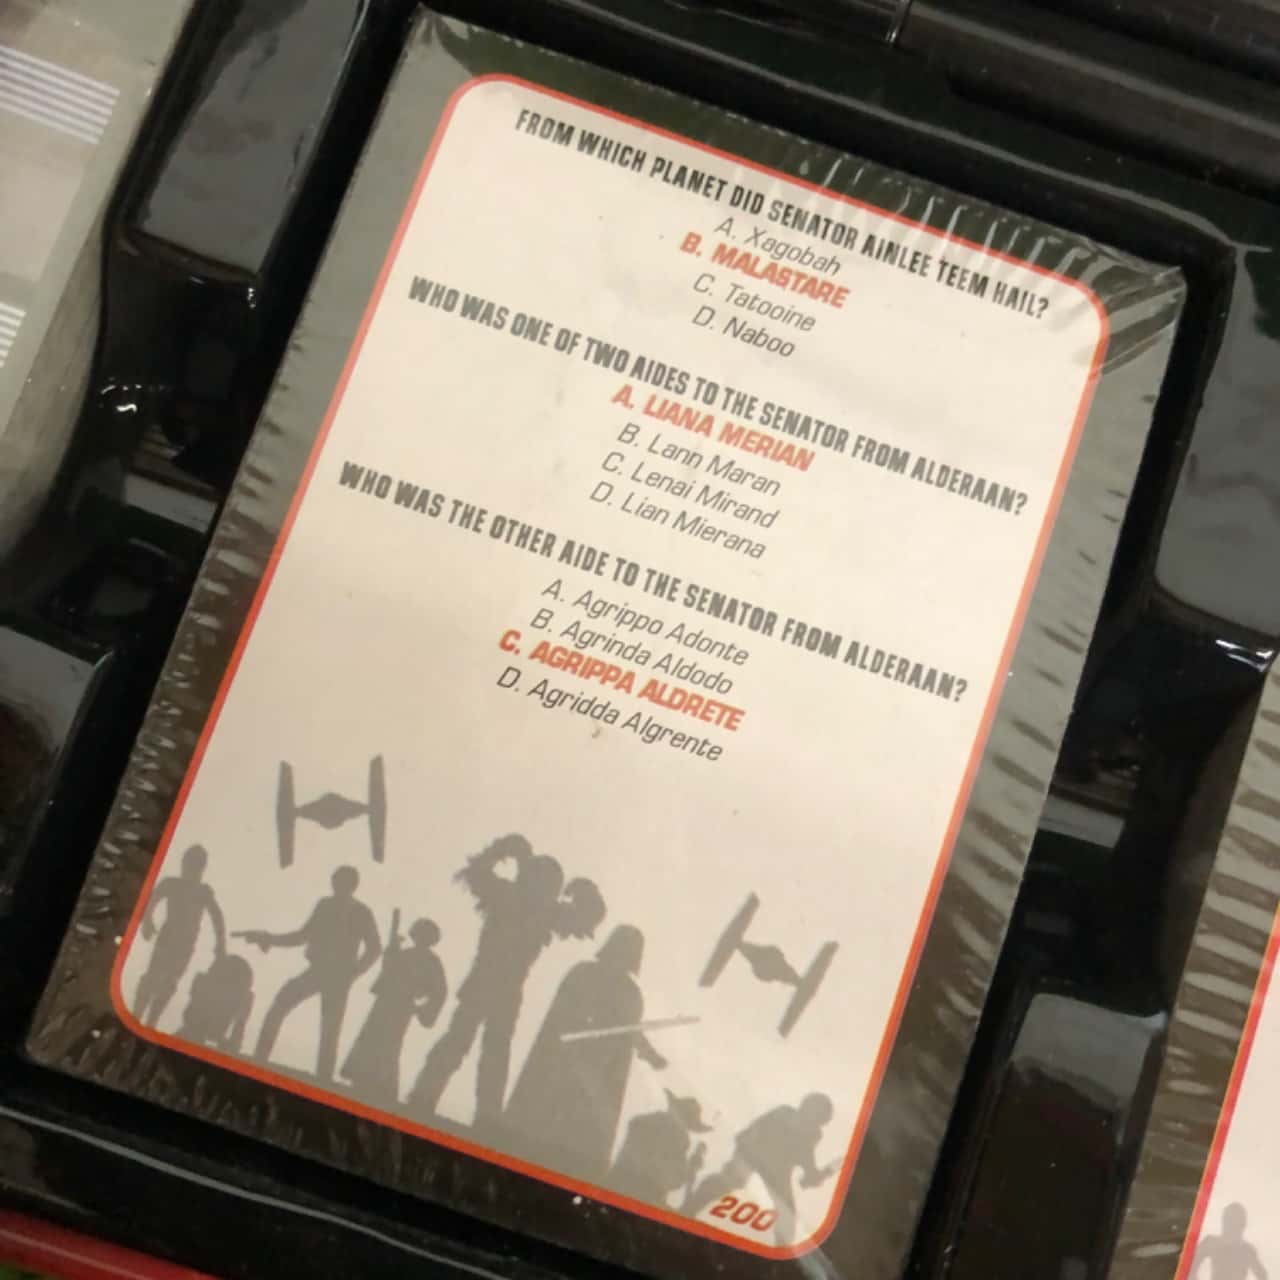 FROM WHICH PLANET DID SENATOR AINLEE TEEM HAIL?
A. Xagobah
B. MALASTARE
C. Tatooine
D. Naboo
WHO WAS ONE OF TWO AIDES TO THE SENATOR FROM ALDERAAN?
A. LIANA MERIAN
B. Lann Maran
C. Lenai Mirand
D. Lian Mierana
WHO WAS THE OTHER AIDE TO THE SENATOR FROM ALDERAAN?
A. Agrippo Adonte
B. Agrinda Aldodo
C. AGRIPPA ALDRETE
D. Agridda Algrente
200